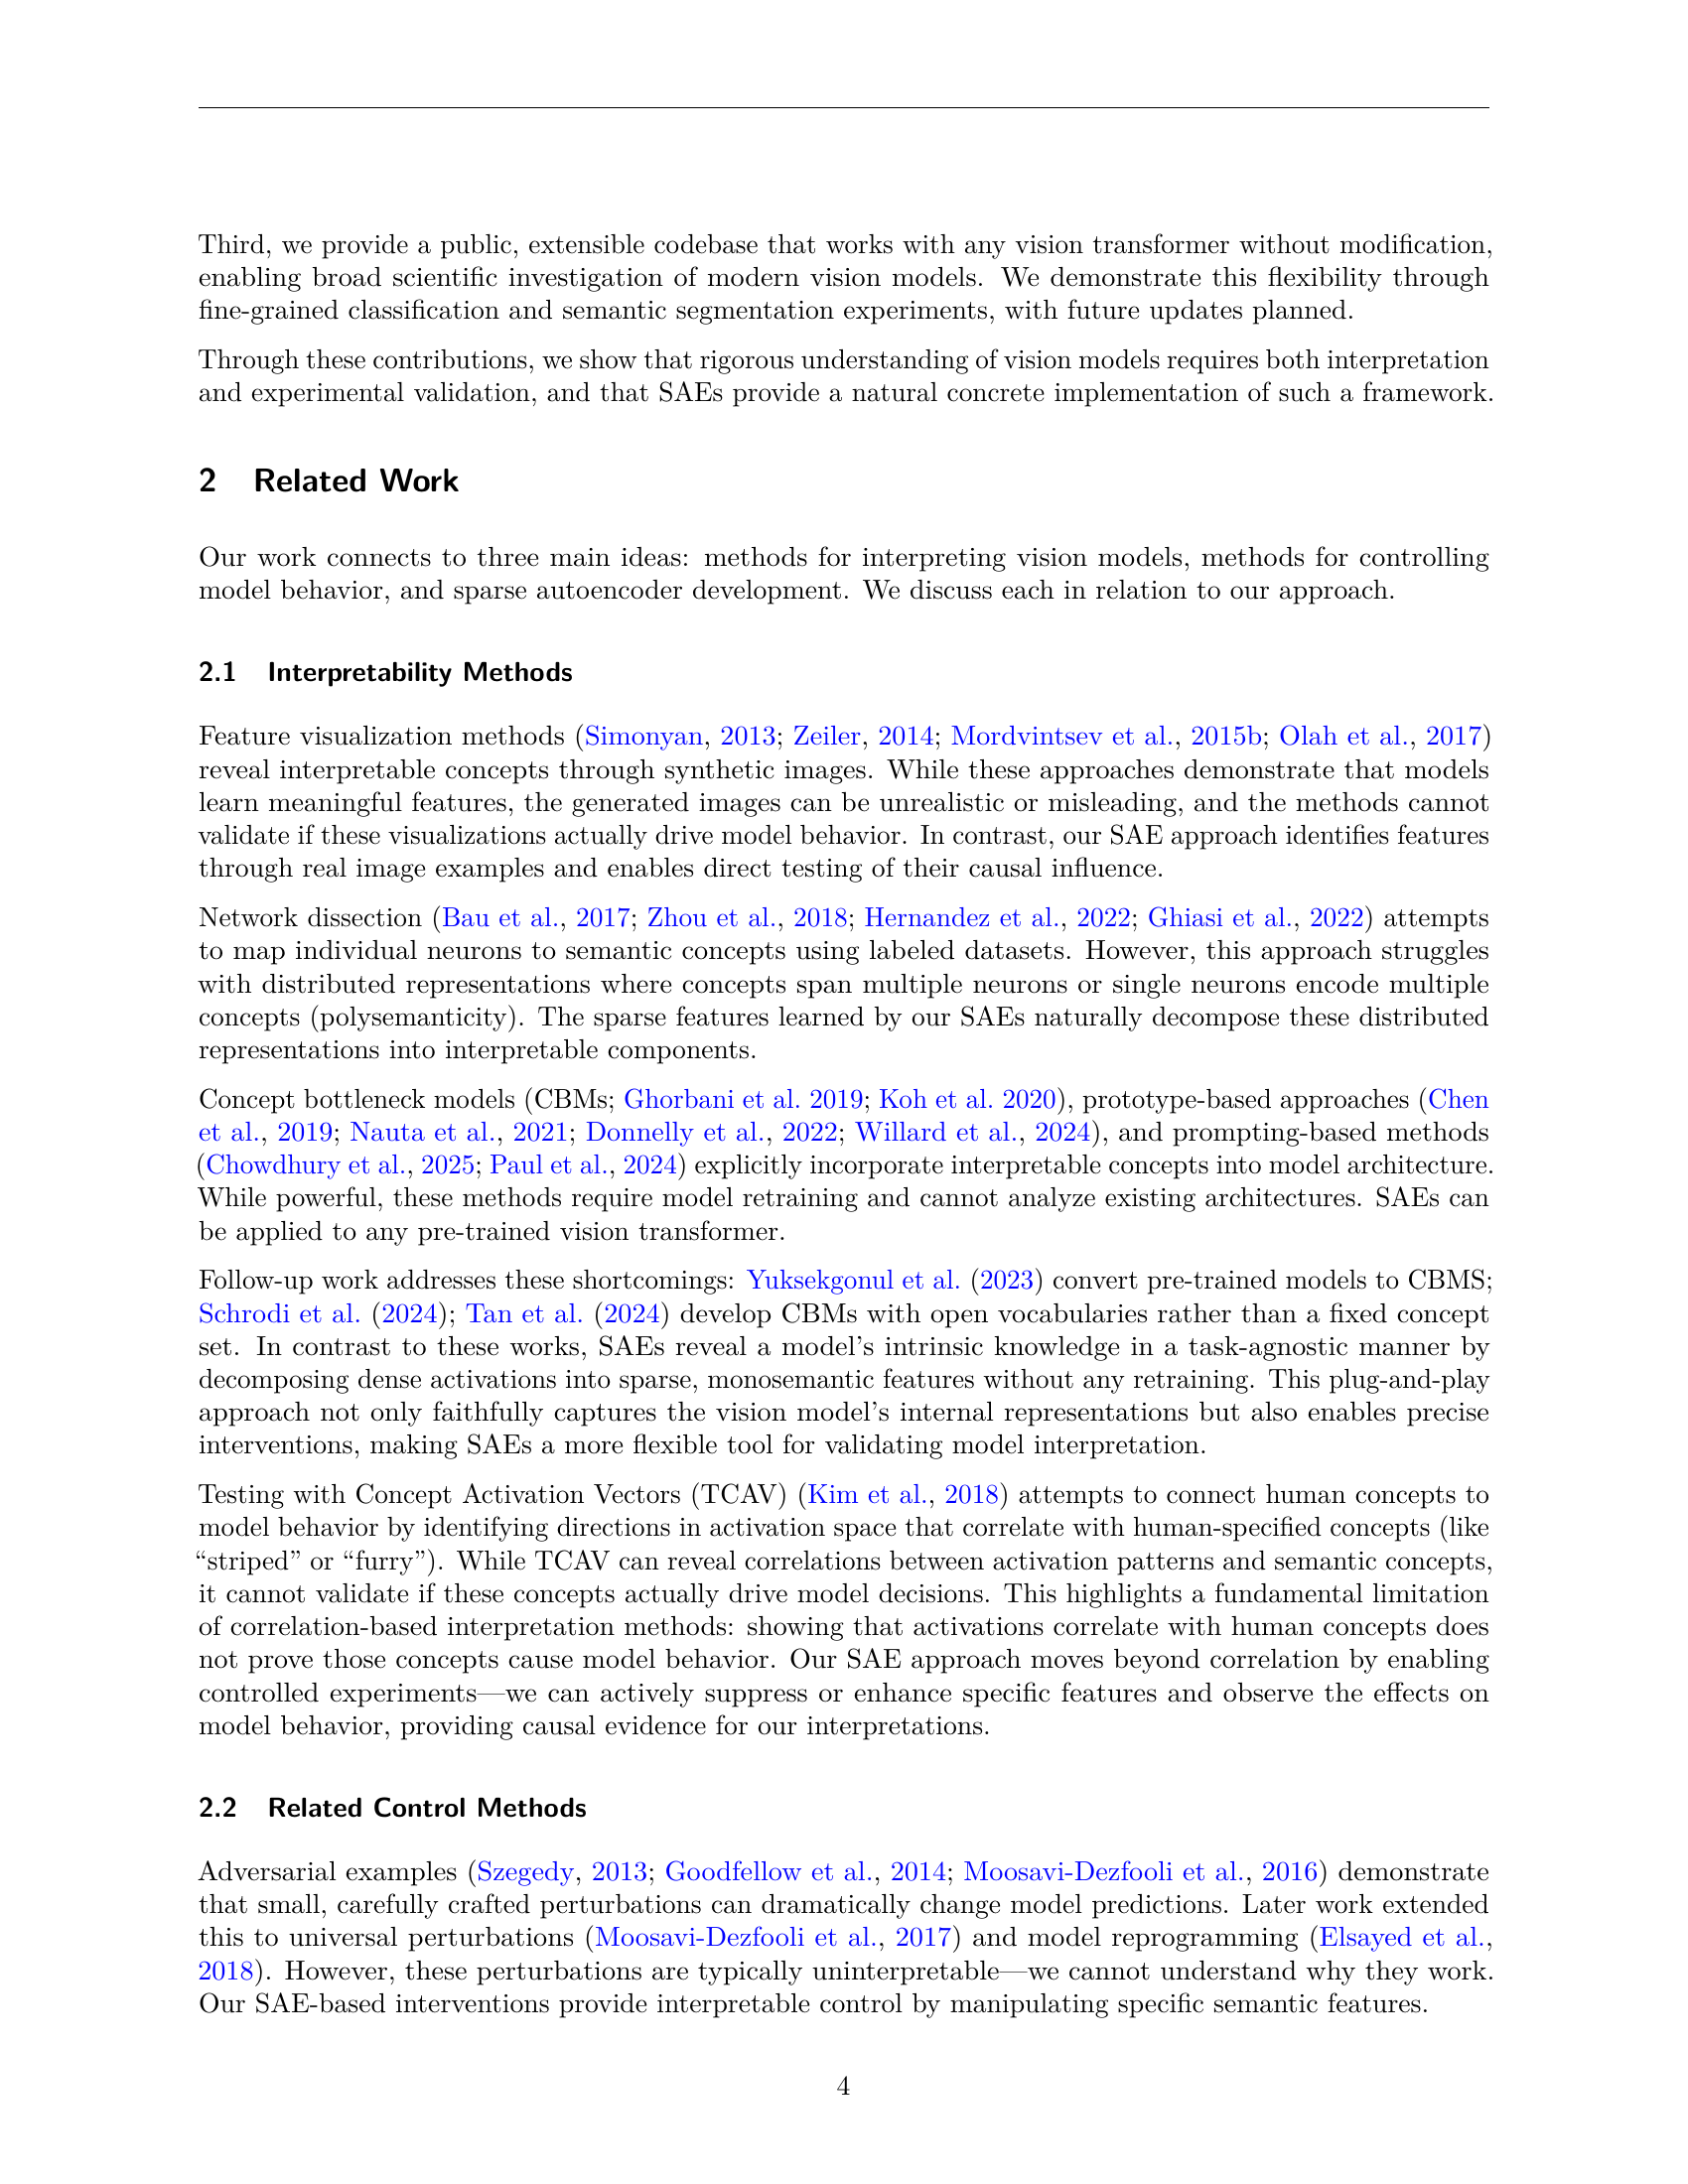 Third, we provide a public, extensible codebase that works with any vision transformer without modification,
enabling broad scientific investigation of modern vision models. We demonstrate this flexibility through
fine-grained classification and semantic segmentation experiments, with future updates planned.
Through these contributions, we show that rigorous understanding of vision models requires both interpretation
and experimental validation, and that SAEs provide a natural concrete implementation of such a framework.
2 Related Work
Our work connects to three main ideas: methods for interpreting vision models, methods for controlling
model behavior, and sparse autoencoder development. We discuss each in relation to our approach.
2.1 Interpretability Methods
Feature visualization methods (Simonyan, 2013; Zeiler, 2014; Mordvintsev et al., 2015b; Olah et al., 2017)
reveal interpretable concepts through synthetic images. While these approaches demonstrate that models
learn meaningful features, the generated images can be unrealistic or misleading, and the methods cannot
validate if these visualizations actually drive model behavior. In contrast, our SAE approach identifies features
through real image examples and enables direct testing of their causal influence.
Network dissection (Bau et al., 2017; Zhou et al., 2018; Hernandez et al., 2022; Ghiasi et al., 2022) attempts
to map individual neurons to semantic concepts using labeled datasets. However, this approach struggles
with distributed representations where concepts span multiple neurons or single neurons encode multiple
concepts (polysemanticity). The sparse features learned by our SAEs naturally decompose these distributed
representations into interpretable components.
Concept bottleneck models (CBMs; Ghorbani et al. 2019; Koh et al. 2020), prototype-based approaches (Chen
et al., 2019; Nauta et al., 2021; Donnelly et al., 2022; Willard et al., 2024), and prompting-based methods
(Chowdhury et al., 2025; Paul et al., 2024) explicitly incorporate interpretable concepts into model architecture.
While powerful, these methods require model retraining and cannot analyze existing architectures. SAEs can
be applied to any pre-trained vision transformer.
Follow-up work addresses these shortcomings: Yuksekgonul et al. (2023) convert pre-trained models to CBMS;
Schrodi et al. (2024); Tan et al. (2024) develop CBMs with open vocabularies rather than a fixed concept
set. In contrast to these works, SAEs reveal a model's intrinsic knowledge in a task-agnostic manner by
decomposing dense activations into sparse, monosemantic features without any retraining. This plug-and-play
approach not only faithfully captures the vision model's internal representations but also enables precise
interventions, making SAEs a more flexible tool for validating model interpretation.
Testing with Concept Activation Vectors (TCAV) (Kim et al., 2018) attempts to connect human concepts to
model behavior by identifying directions in activation space that correlate with human-specified concepts (like
“striped” or “furry”). While TCAV can reveal correlations between activation patterns and semantic concepts,
it cannot validate if these concepts actually drive model decisions. This highlights a fundamental limitation
of correlation-based interpretation methods: showing that activations correlate with human concepts does
not prove those concepts cause model behavior. Our SAE approach moves beyond correlation by enabling
controlled experiments—we can actively suppress or enhance specific features and observe the effects on
model behavior, providing causal evidence for our interpretations.
2.2 Related Control Methods
Adversarial examples (Szegedy, 2013; Goodfellow et al., 2014; Moosavi-Dezfooli et al., 2016) demonstrate
that small, carefully crafted perturbations can dramatically change model predictions. Later work extended
this to universal perturbations (Moosavi-Dezfooli et al., 2017) and model reprogramming (Elsayed et al.,
2018). However, these perturbations are typically uninterpretable—we cannot understand why they work.
Our SAE-based interventions provide interpretable control by manipulating specific semantic features.
4